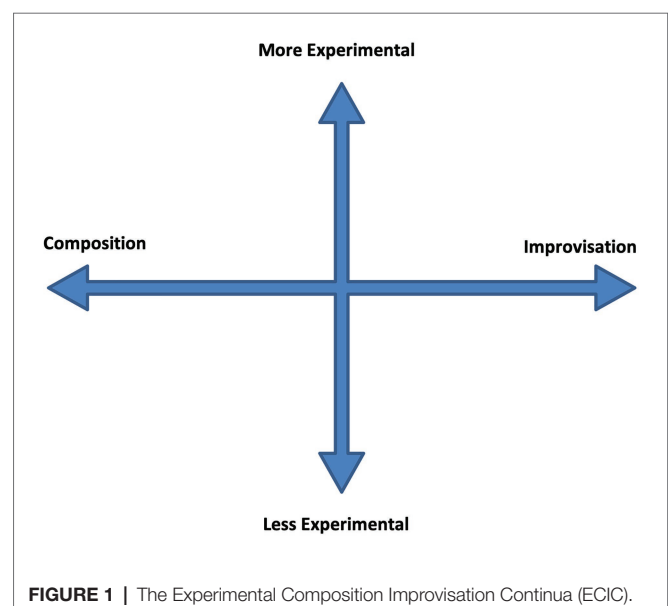 More Experimental
Composition
Improvisation
Less Experimental
FIGURE 1 | The Experimental Composition Improvisation Continua (ECIC).